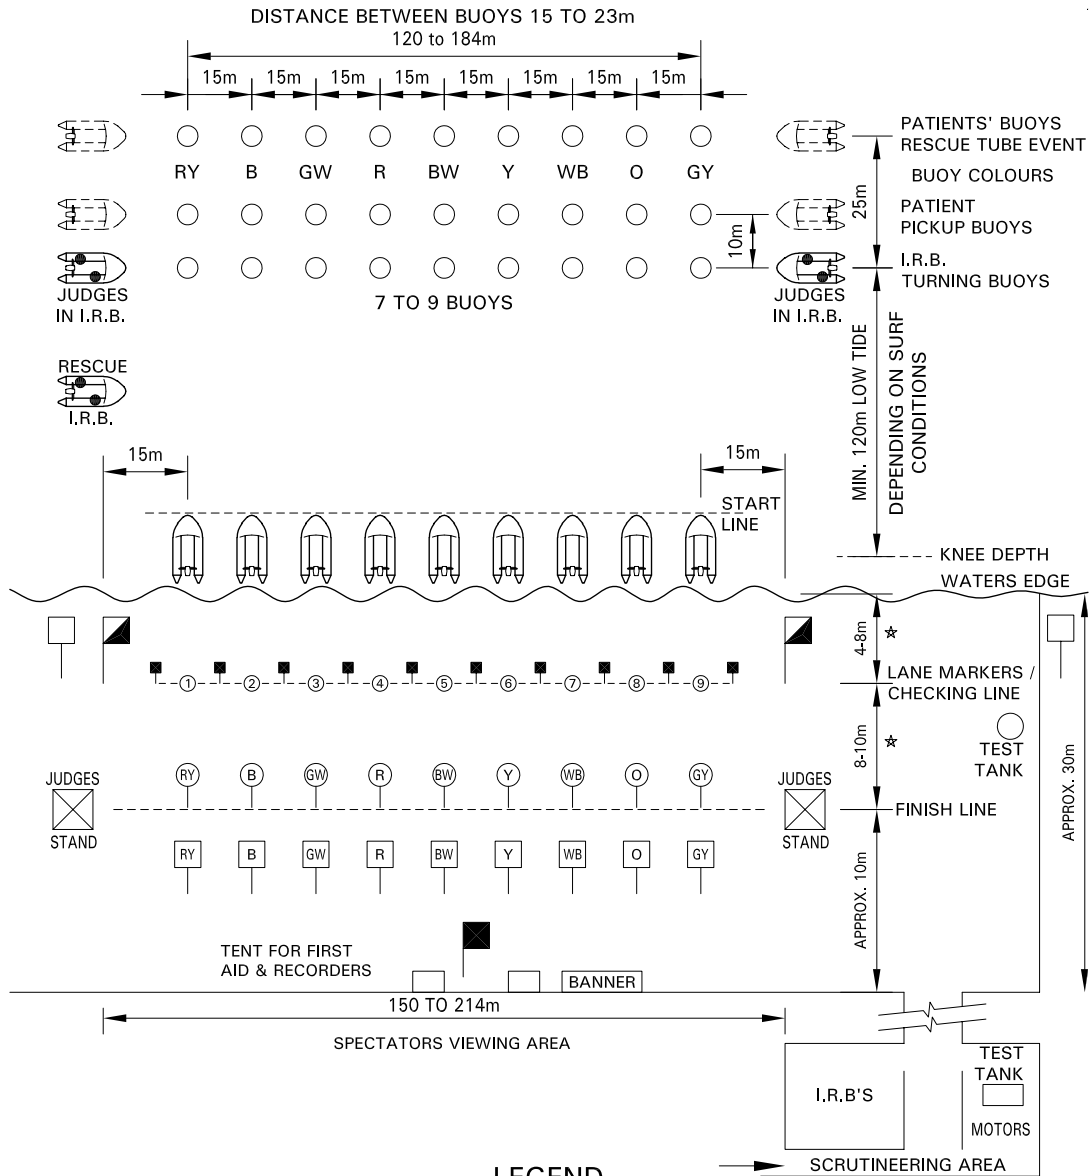 DISTANCE BETWEEN BUOYS 15 TO 23m
120 to 184m
15m 15m 15m 15m 15m 15m 15m 15m
PATIENTS' BUOYS
RESCUE TUBE EVENT
RY B GW R BW Y WB O GY
BUOY COLOURS
25m
PATIENT
PICKUP BUOYS
10m
I.R.B.
TURNING BUOYS
JUDGES
IN I.R.B.
7 TO 9 BUOYS
JUDGES
IN I.R.B.
RESCUE
I.R.B.
MIN. 120m LOW TIDE
DEPENDING ON SURF
CONDITIONS
15m
15m
START
LINE
KNEE DEPTH
WATERS EDGE
4-8m
1 2 3 4 5 6 7 8 9
LANE MARKERS /
CHECKING LINE
8-10m
TEST
TANK
RY B GW R BW Y WB O GY
JUDGES
STAND
JUDGES
STAND
FINISH LINE
APPROX. 30m
RY B GW R BW Y WB O GY
APPROX. 10m
TENT FOR FIRST
AID & RECORDERS
BANNER
150 TO 214m
SPECTATORS VIEWING AREA
TEST
TANK
I.R.B'S
MOTORS
SCRUTINEERING AREA